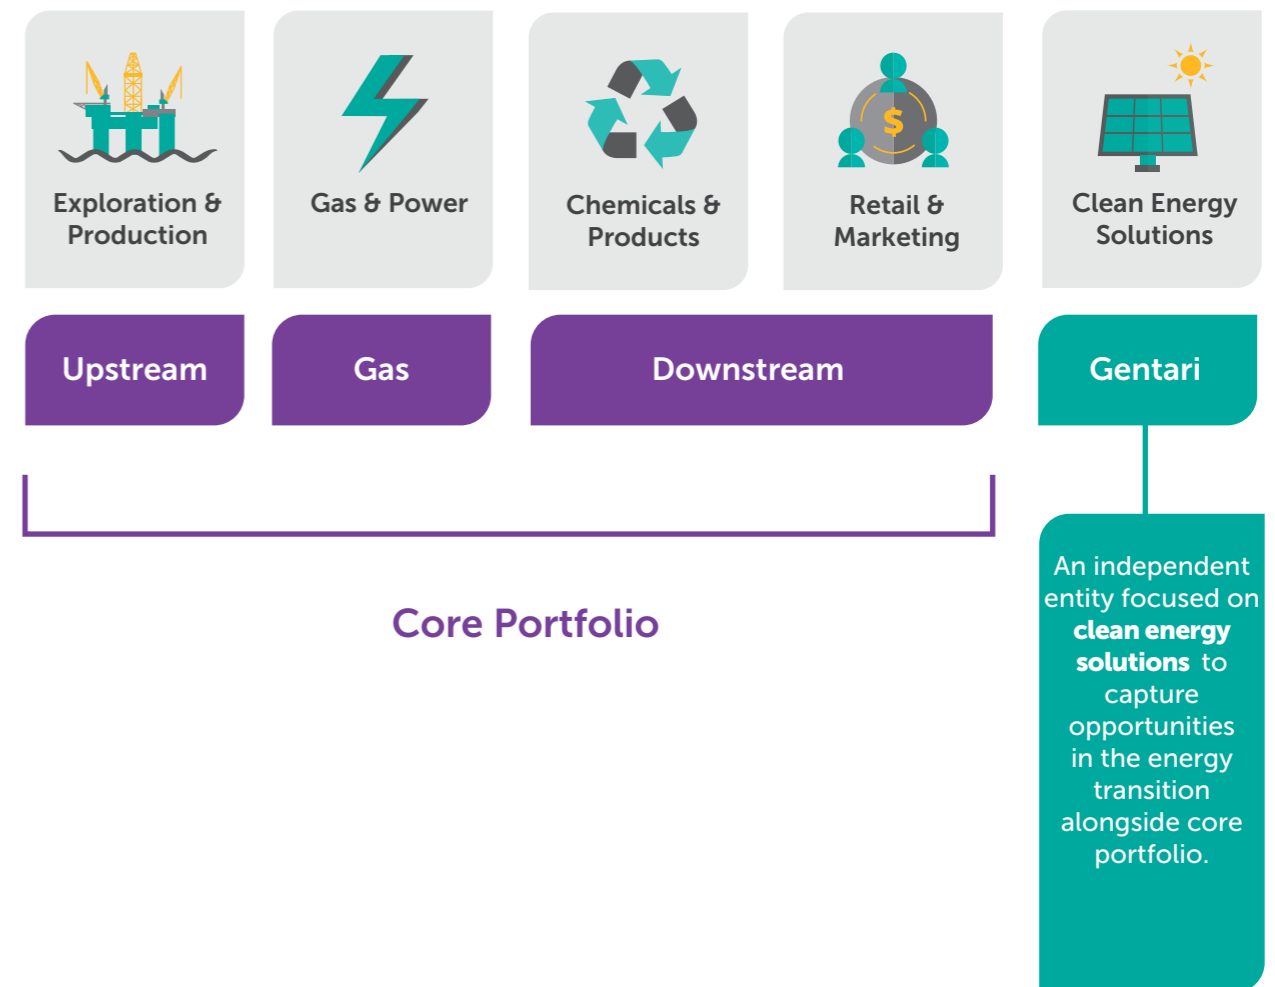 Exploration &
Production
Gas & Power
Chemicals &
Products
$
Retail &
Marketing
Clean Energy
Solutions
Upstream
Gas
Downstream
Gentari
Core Portfolio
An independent
entity focused on
clean energy
solutions to
capture
opportunities
in the energy
transition
alongside core
portfolio.